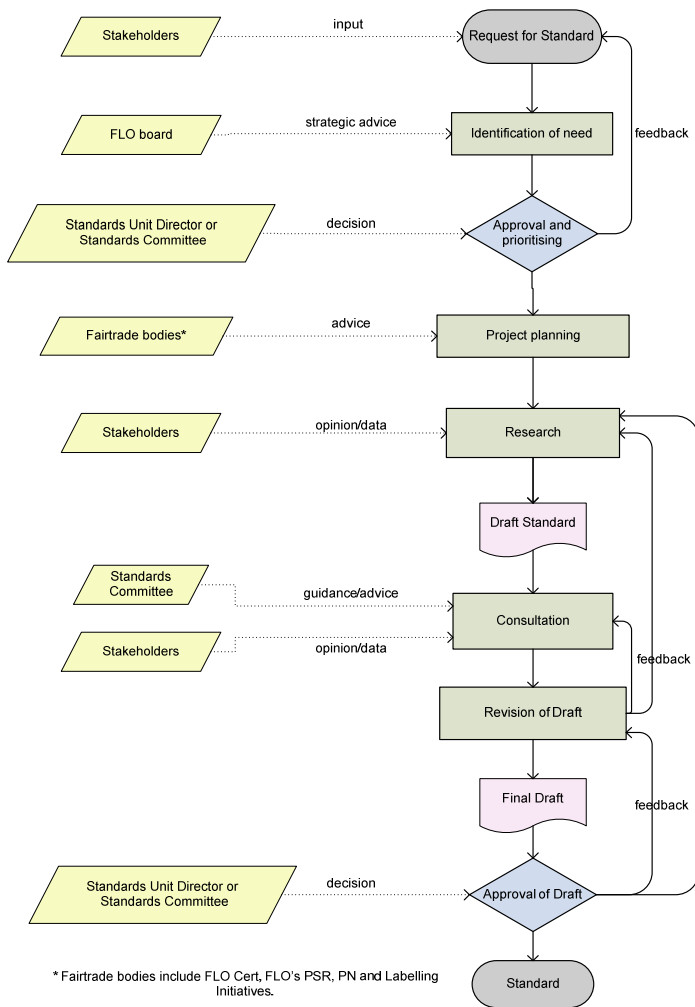 Stakeholders
input
Request for Standard
FLO board
strategic advice
Identification of need
feedback
Standards Unit Director or
Standards Committee
decision
Approval and
prioritising
Fairtrade bodies*
advice
Project planning
Stakeholders
opinion/data
Research
Draft Standard
Standards
Committee
guidance/advice
Consultation
Stakeholders
opinion/data
feedback
Revision of Draft
Final Draft
feedback
Standards Unit Director or
Standards Committee
decision
Approval of Draft
* Fairtrade bodies include FLO Cert, FLO's PSR, PN and Labelling
Initiatives.
Standard